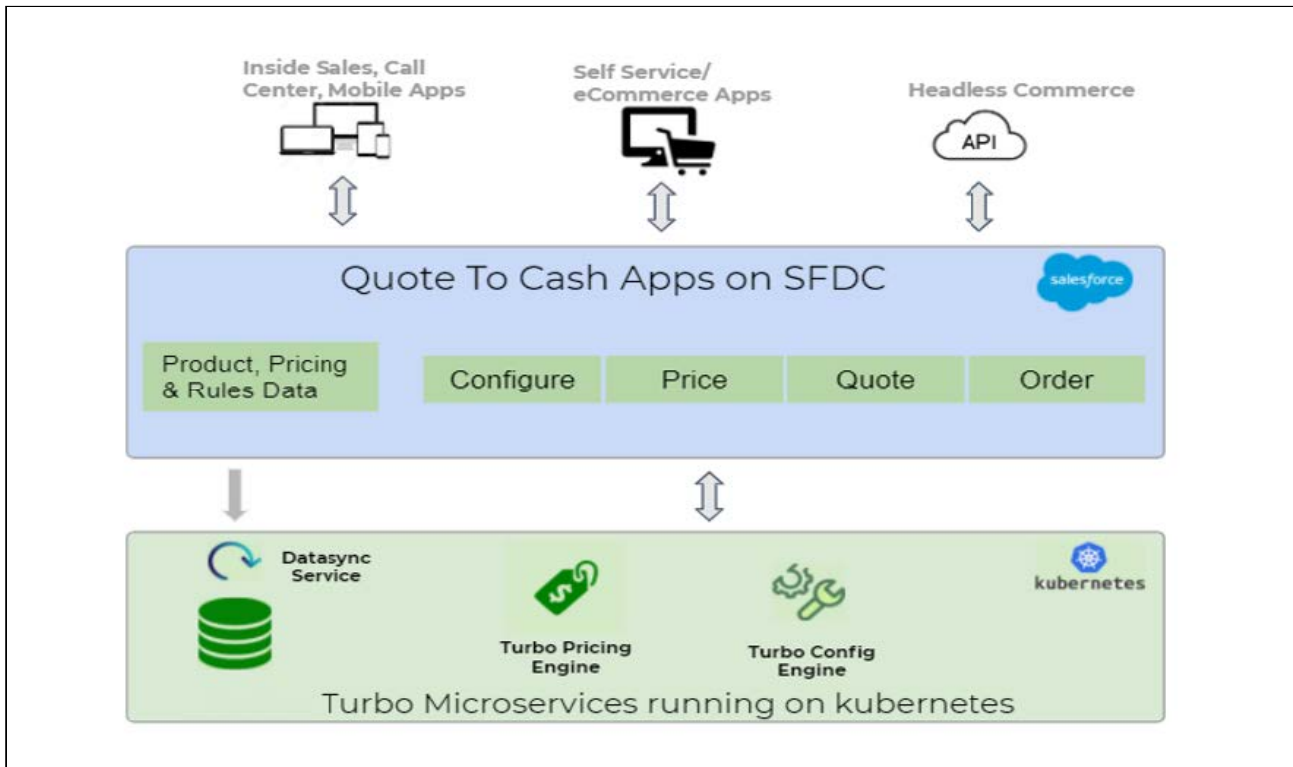 Inside Sales, Call
Center, Mobile Apps
Self Service/
eCommerce Apps
Headless Commerce
API
Quote To Cash Apps on SFDC
salesforce
Product, Pricing
& Rules Data
Configure
Price
Quote
Order
Datasync
Service
$
Turbo Pricing
Engine
Turbo Config
Engine
kubernetes
Turbo Microservices running on kubernetes